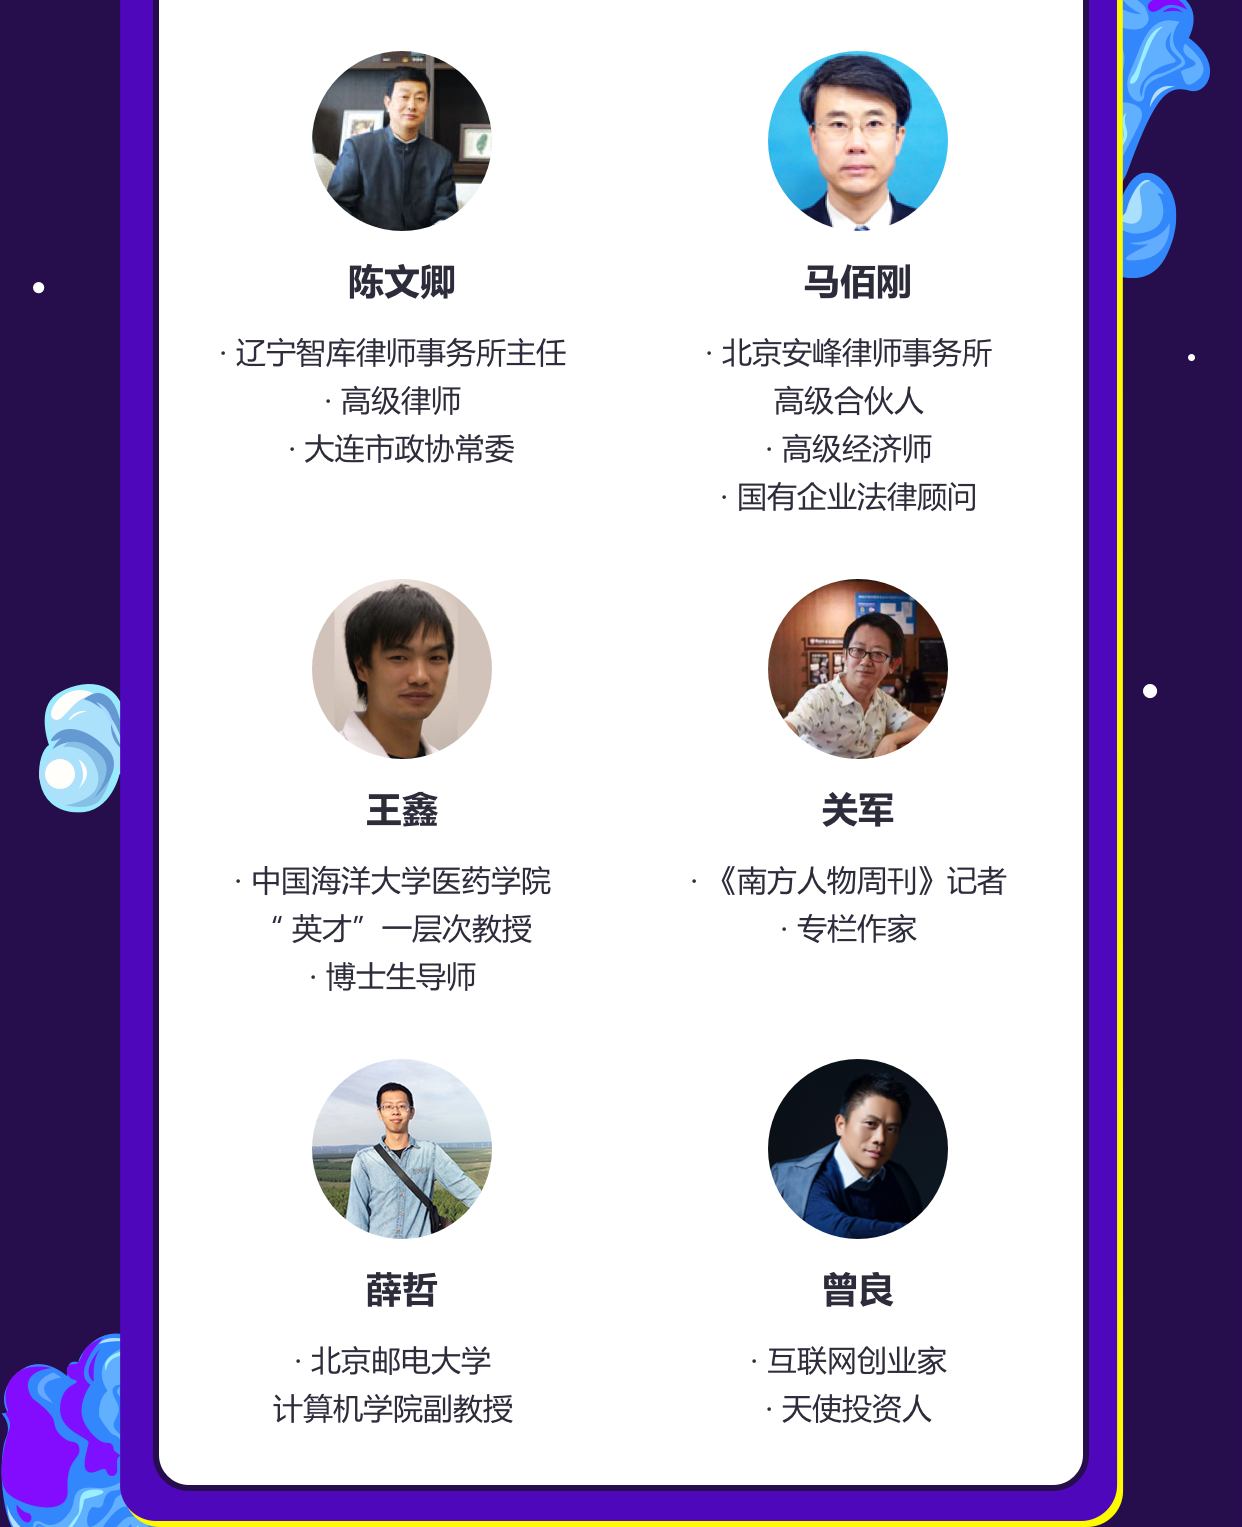 陈文卿
· 辽宁智库律师事务所主任
· 高级律师
· 大连市政协常委
马佰刚
· 北京安峰律师事务所
高级合伙人
· 高级经济师
· 国有企业法律顾问
王鑫
· 中国海洋大学医药学院
“ 英才”一层次教授
· 博士生导师
关军
· 《南方人物周刊》记者
· 专栏作家
薛哲
· 北京邮电大学
计算机学院副教授
曾良
· 互联网创业家
· 天使投资人